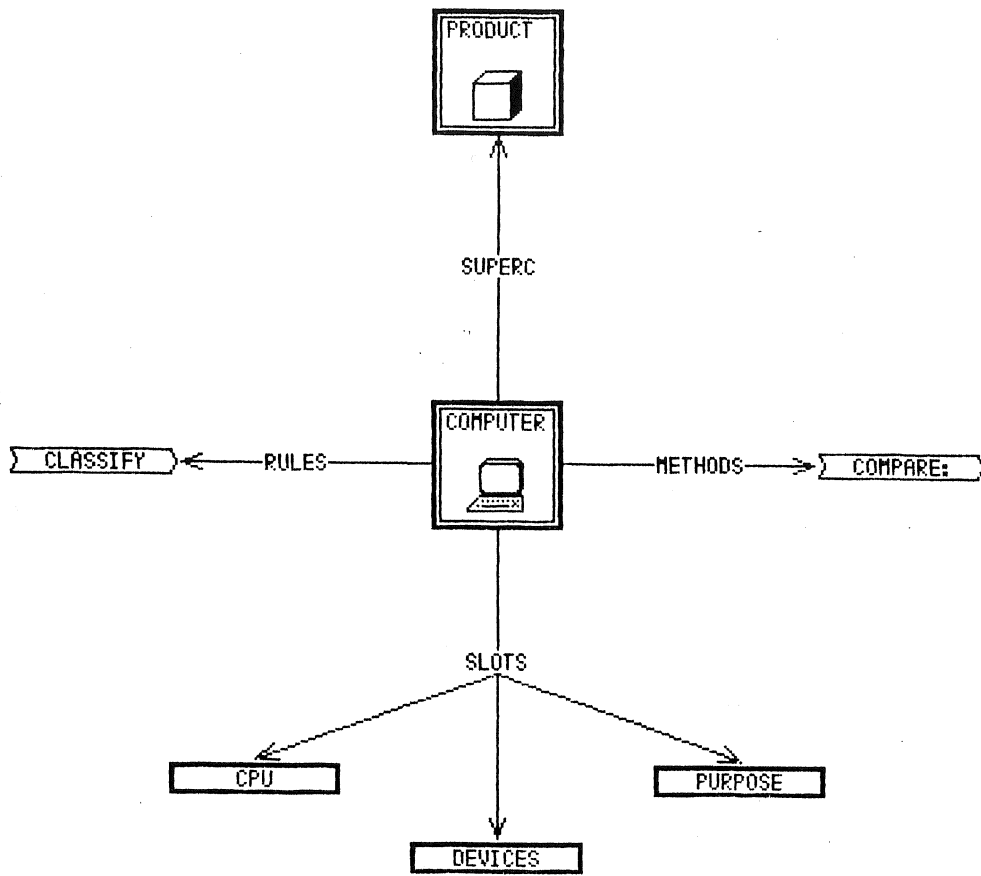 PRODUCT
SUPERC
COMPUTER
CLASSIFY
RULES
METHODS
COMPARE:
SLOTS
CPU
PURPOSE
DEVICES